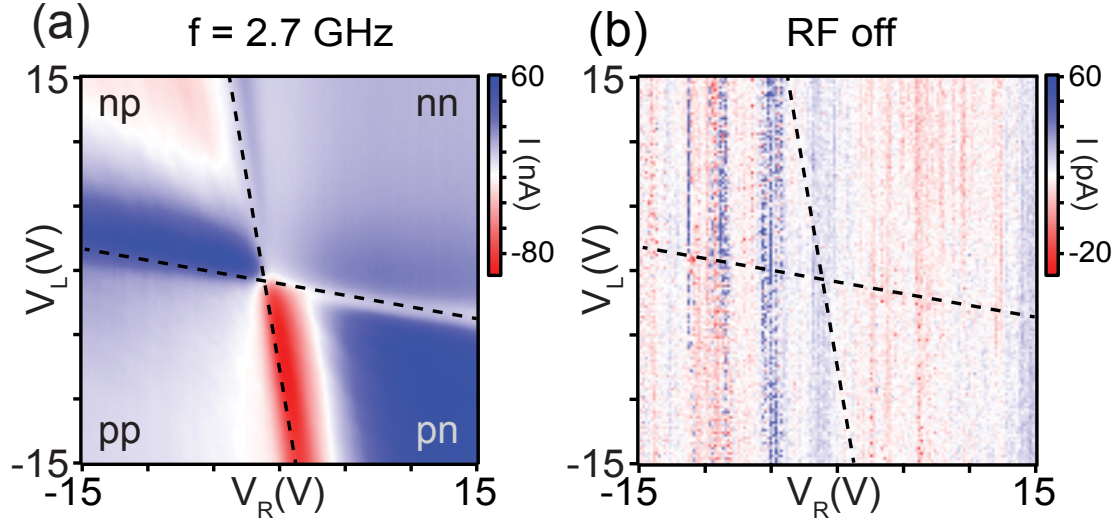 (a) f = 2.7 GHz
15
V_L(V)
-15
np
nn
pp
pn
-15
V_R(V)
15
60
I (nA)
-80
(b) RF off
15
V_L(V)
-15
-15
V_R(V)
15
60
I (pA)
-20